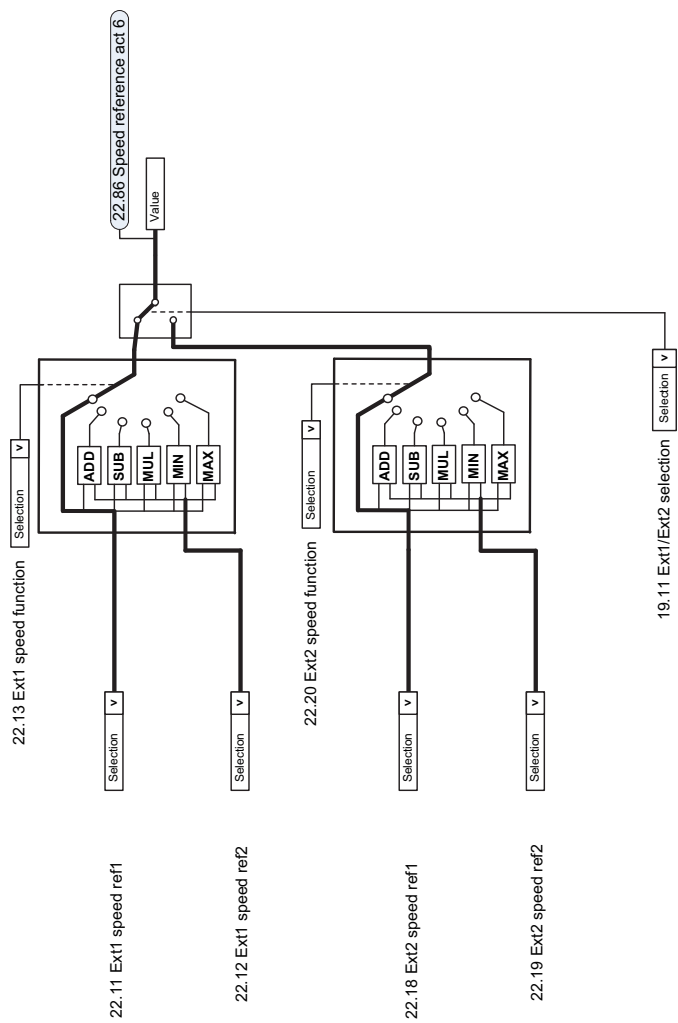 22.11 Ext1 speed ref1
Selection v
22.12 Ext1 speed ref2
Selection v
22.13 Ext1 speed function
Selection v
ADD
SUB
MUL
MIN
MAX
22.18 Ext2 speed ref1
Selection v
22.19 Ext2 speed ref2
Selection v
22.20 Ext2 speed function
Selection v
ADD
SUB
MUL
MIN
MAX
19.11 Ext1/Ext2 selection
Selection v
22.86 Speed reference act 6
Value